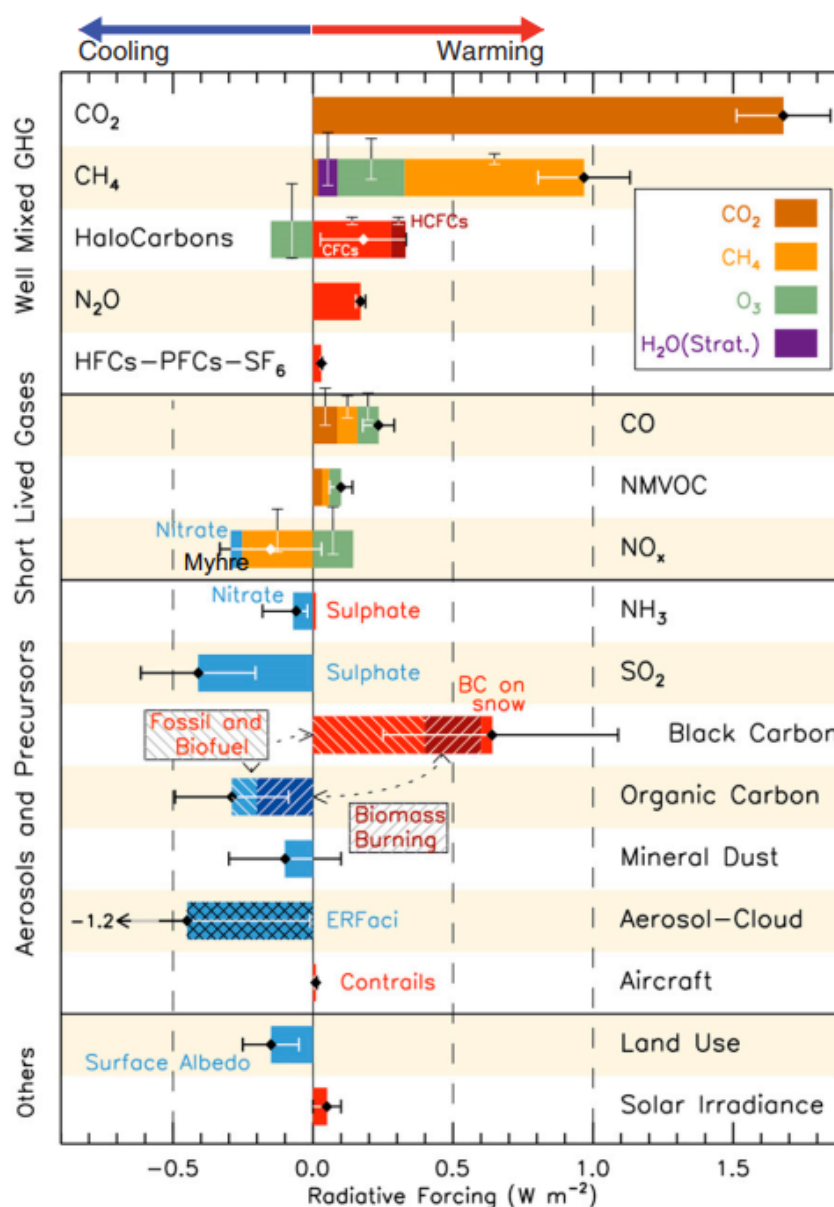 Cooling Warming
Well Mixed GHG
CO₂
CH₄
HaloCarbons
HCFCs
CFCs
N₂O
HFCs-PFCs-SF₆
CO₂
CH₄
O₃
H₂O(Strat.)
Short Lived Gases
CO
NMVOC
Nitrate
Myhre
NOₓ
Aerosols and Precursors
Nitrate
Sulphate
NH₃
Sulphate
SO₂
BC on
snow
Fossil and
Biofuel
Black Carbon
Biomass
Burning
Organic Carbon
Mineral Dust
-1.2
ERFaci
Aerosol-Cloud
Contrails
Aircraft
Others
Surface Albedo
Land Use
Solar Irradiance
-0.5 0.0 0.5 1.0 1.5
Radiative Forcing (W m⁻²)